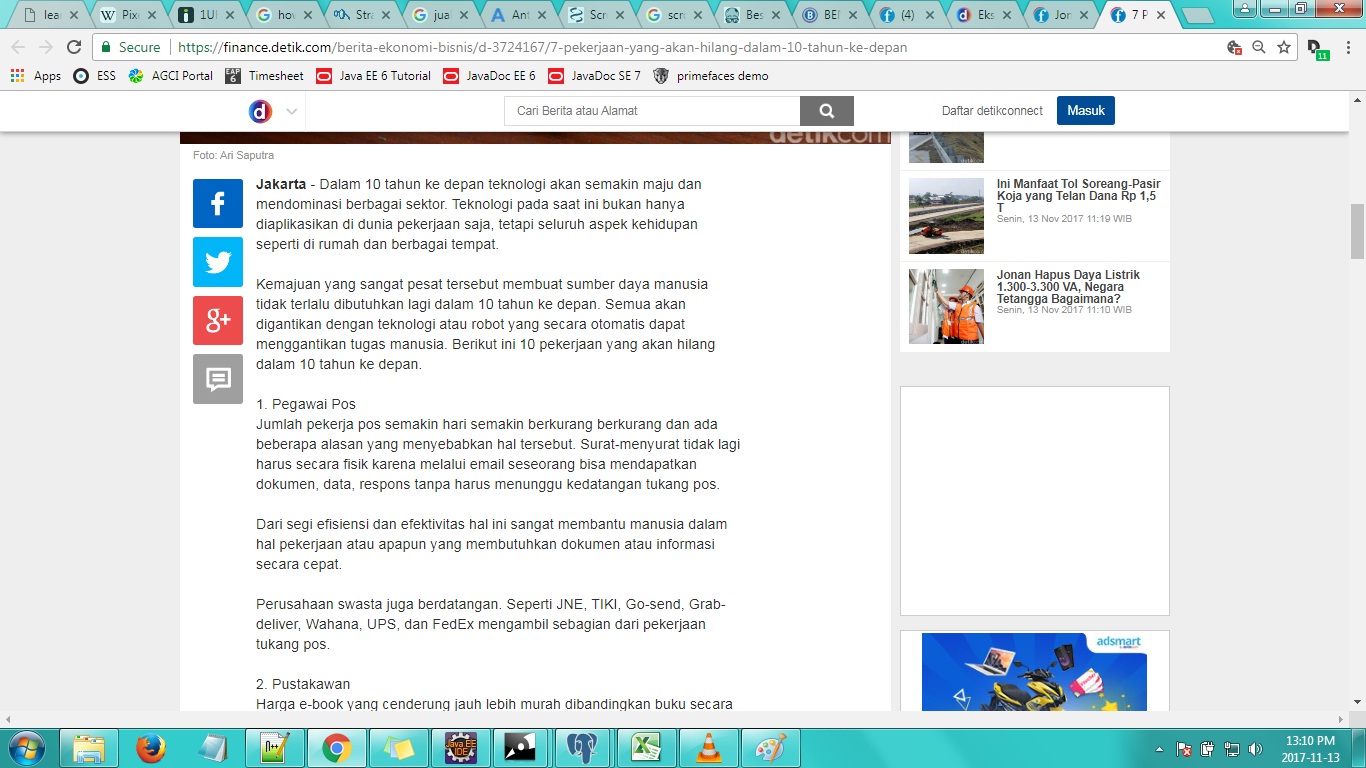 lea
Pixe
1UI
hov
Stra
jual
Ant
Scr
scre
Bes
BEN
(4)
Eks
Jon
7 P
Secure
https://finance.detik.com/berita-ekonomi-bisnis/d-3724167/7-pekerjaan-yang-akan-hilang-dalam-10-tahun-ke-depan
11
Apps
ESS
AGCI Portal
EAP 6
Timesheet
Java EE 6 Tutorial
JavaDoc EE 6
JavaDoc SE 7
primefaces demo
d
Cari Berita atau Alamat
Daftar detikconnect
Masuk
detikcom
Foto: Ari Saputra
Jakarta - Dalam 10 tahun ke depan teknologi akan semakin maju dan
mendominasi berbagai sektor. Teknologi pada saat ini bukan hanya
diaplikasikan di dunia pekerjaan saja, tetapi seluruh aspek kehidupan
seperti di rumah dan berbagai tempat.
Kemajuan yang sangat pesat tersebut membuat sumber daya manusia
tidak terlalu dibutuhkan lagi dalam 10 tahun ke depan. Semua akan
digantikan dengan teknologi atau robot yang secara otomatis dapat
menggantikan tugas manusia. Berikut ini 10 pekerjaan yang akan hilang
dalam 10 tahun ke depan.
1. Pegawai Pos
Jumlah pekerja pos semakin hari semakin berkurang berkurang dan ada
beberapa alasan yang menyebabkan hal tersebut. Surat-menyurat tidak lagi
harus secara fisik karena melalui email seseorang bisa mendapatkan
dokumen, data, respons tanpa harus menunggu kedatangan tukang pos.
Dari segi efisiensi dan efektivitas hal ini sangat membantu manusia dalam
hal pekerjaan atau apapun yang membutuhkan dokumen atau informasi
secara cepat.
Perusahaan swasta juga berdatangan. Seperti JNE, TIKI, Go-send, Grab-
deliver, Wahana, UPS, dan FedEx mengambil sebagian dari pekerjaan
tukang pos.
2. Pustakawan
Harga e-book yang cenderung jauh lebih murah dibandingkan buku secara
Ini Manfaat Tol Soreang-Pasir
Koja yang Telan Dana Rp 1,5
T
Senin, 13 Nov 2017 11:19 WIB
Jonan Hapus Daya Listrik
1.300-3.300 VA, Negara
Tetangga Bagaimana?
Senin, 13 Nov 2017 11:10 WIB
adsmart
Java EE
IDE
13:10 PM
2017-11-13